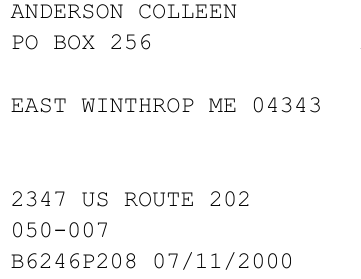 ANDERSON COLLEEN
PO BOX 256
EAST WINTHROP ME 04343
2347 US ROUTE 202
050-007
B6246P208 07/11/2000